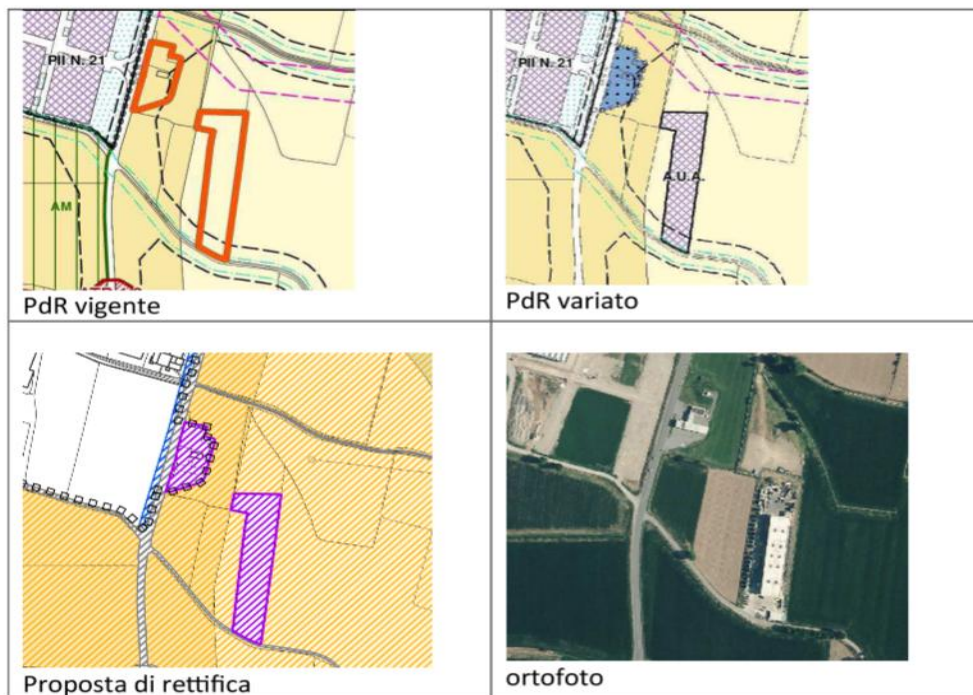 PII N. 21
AM
PdR vigente
PII N. 21
A.U.A.
PdR variato
Proposta di rettifica
ortofoto